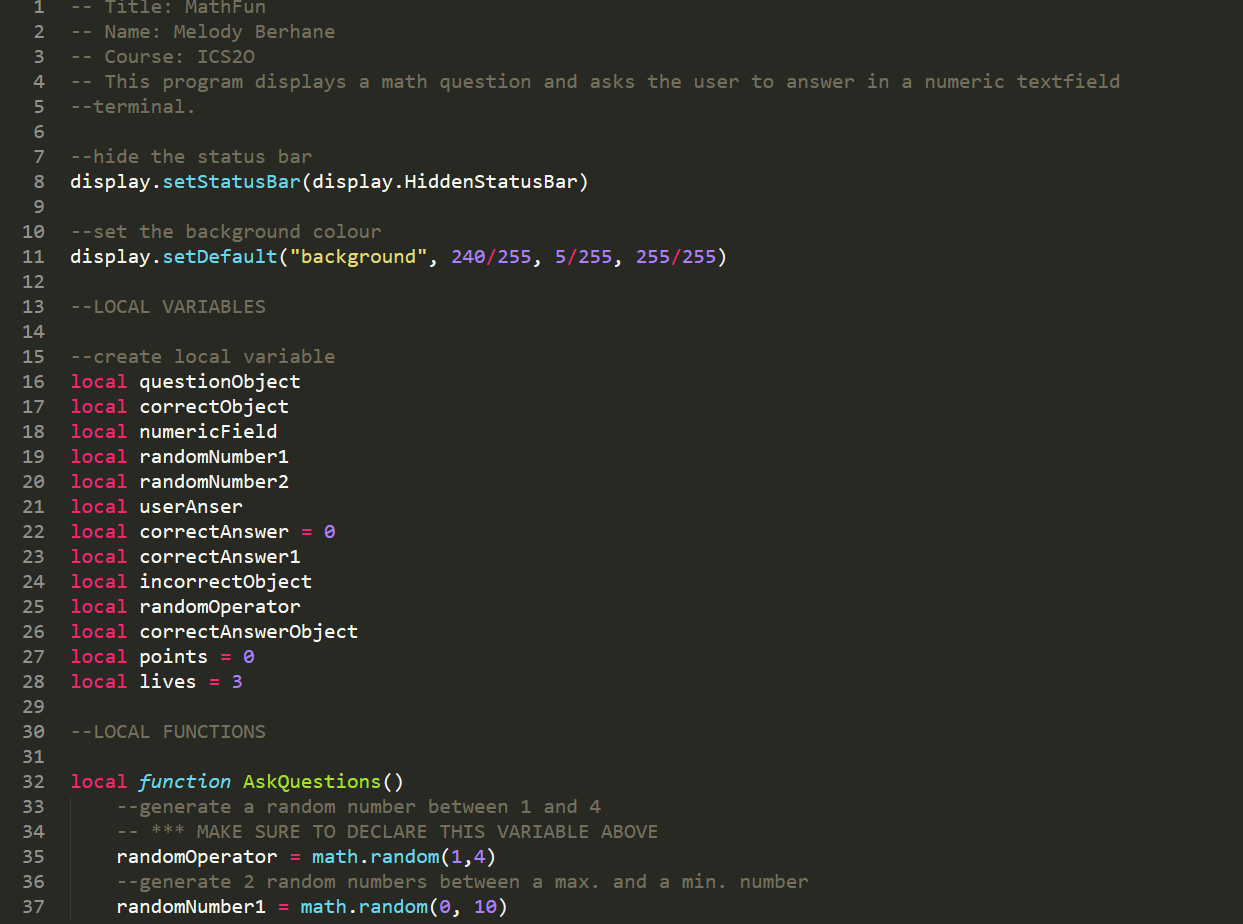 1 -- Title: MathFun
2 -- Name: Melody Berhane
3 -- Course: ICS2O
4 -- This program displays a math question and asks the user to answer in a numeric textfield
5 --terminal.
6
7 --hide the status bar
8 display.setStatusBar(display.HiddenStatusBar)
9
10 --set the background colour
11 display.setDefault("background", 240/255, 5/255, 255/255)
12
13 --LOCAL VARIABLES
14
15 --create local variable
16 local questionObject
17 local correctObject
18 local numericField
19 local randomNumber1
20 local randomNumber2
21 local userAnser
22 local correctAnswer = 0
23 local correctAnswer1
24 local incorrectObject
25 local randomOperator
26 local correctAnswerObject
27 local points = 0
28 local lives = 3
29
30 --LOCAL FUNCTIONS
31
32 local function AskQuestions()
33 --generate a random number between 1 and 4
34 -- *** MAKE SURE TO DECLARE THIS VARIABLE ABOVE
35 randomOperator = math.random(1,4)
36 --generate 2 random numbers between a max. and a min. number
37 randomNumber1 = math.random(0, 10)